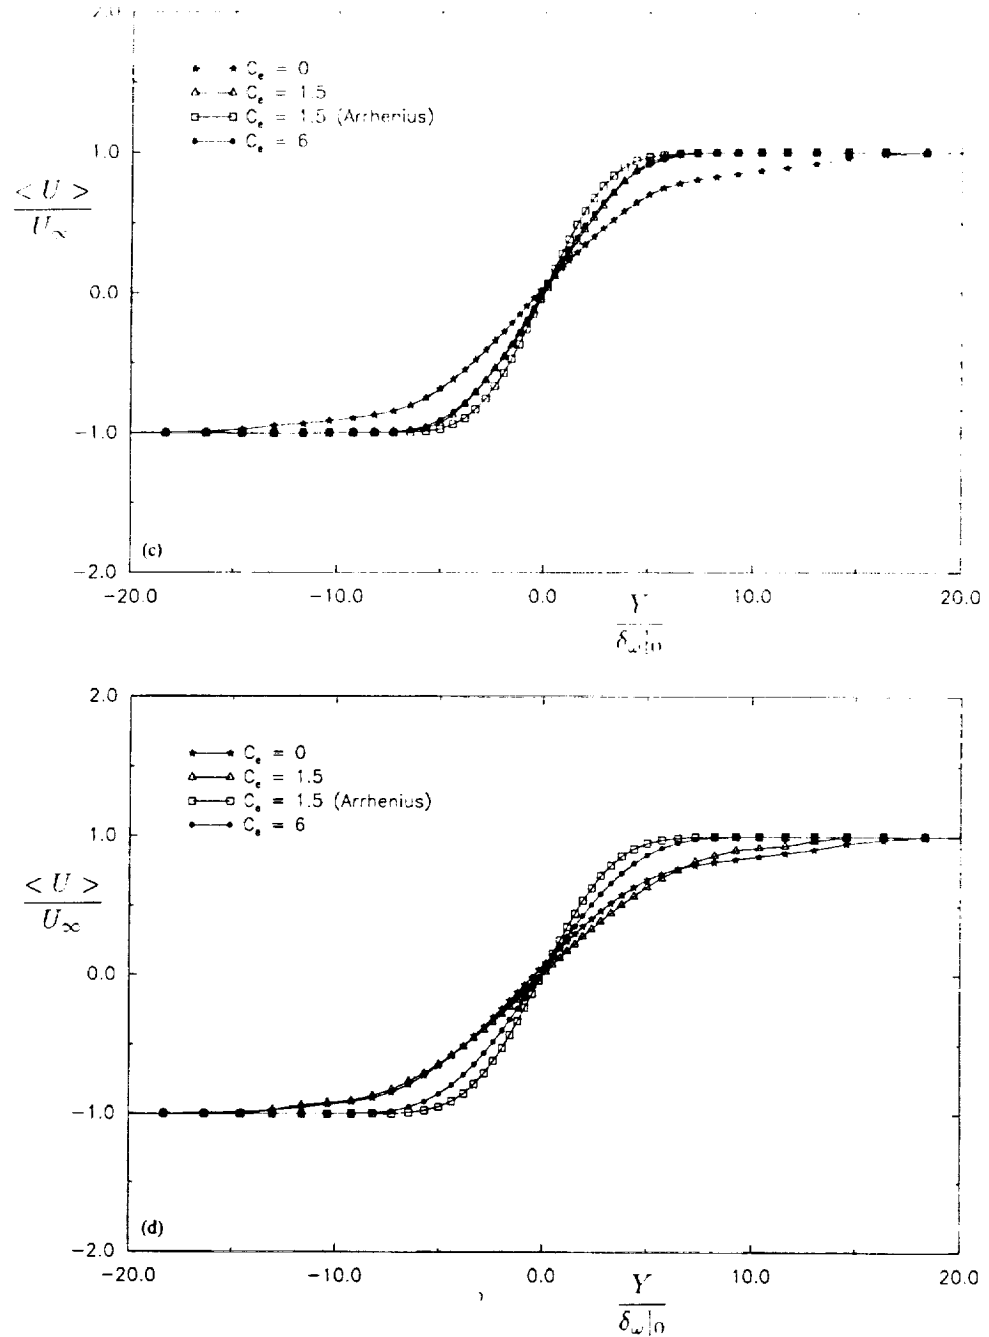 2.0
C_e = 0
C_e = 1.5
C_e = 1.5 (Arrhenius)
C_e = 6
1.0
<U>
U_∞
0.0
-1.0
(c)
-2.0
-20.0 -10.0 0.0 10.0 20.0
Y
δ_ω|0
2.0
C_e = 0
C_e = 1.5
C_e = 1.5 (Arrhenius)
C_e = 6
1.0
<U>
U_∞
0.0
-1.0
(d)
-2.0
-20.0 -10.0 0.0 10.0 20.0
Y
δ_ω|0